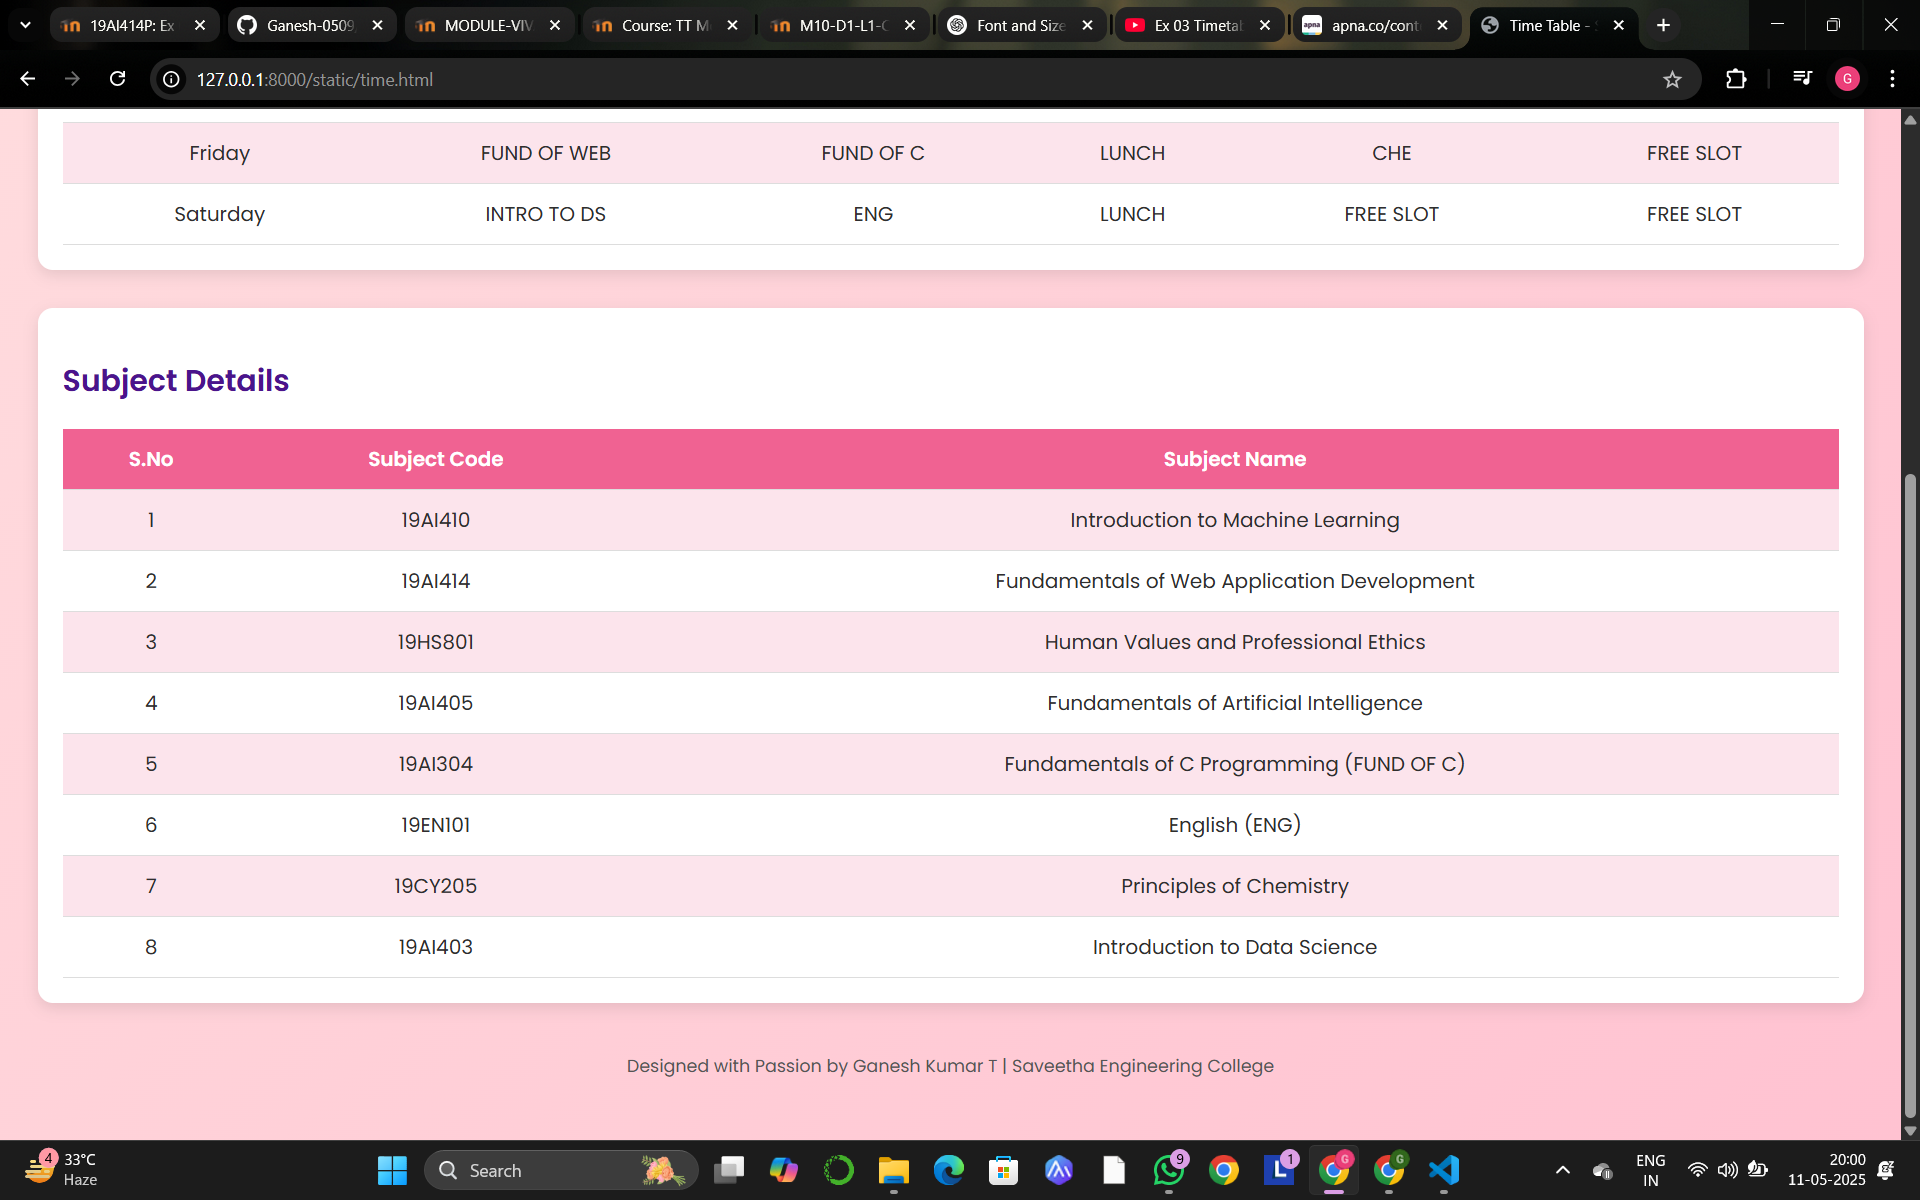 19AI414P: Ex
Ganesh-0509
MODULE-VIV
Course: TT M
M10-D1-L1-C
Font and Size
Ex 03 Timetab
apna.co/cont
Time Table - S
127.0.0.1:8000/static/time.html
G
Friday FUND OF WEB FUND OF C LUNCH CHE FREE SLOT
Saturday INTRO TO DS ENG LUNCH FREE SLOT FREE SLOT
Subject Details
S.No Subject Code Subject Name
1 19AI410 Introduction to Machine Learning
2 19AI414 Fundamentals of Web Application Development
3 19HS801 Human Values and Professional Ethics
4 19AI405 Fundamentals of Artificial Intelligence
5 19AI304 Fundamentals of C Programming (FUND OF C)
6 19EN101 English (ENG)
7 19CY205 Principles of Chemistry
8 19AI403 Introduction to Data Science
Designed with Passion by Ganesh Kumar T | Saveetha Engineering College
4
33°C
Haze
Search
9
L
1
G
G
ENG
IN
20:00
11-05-2025